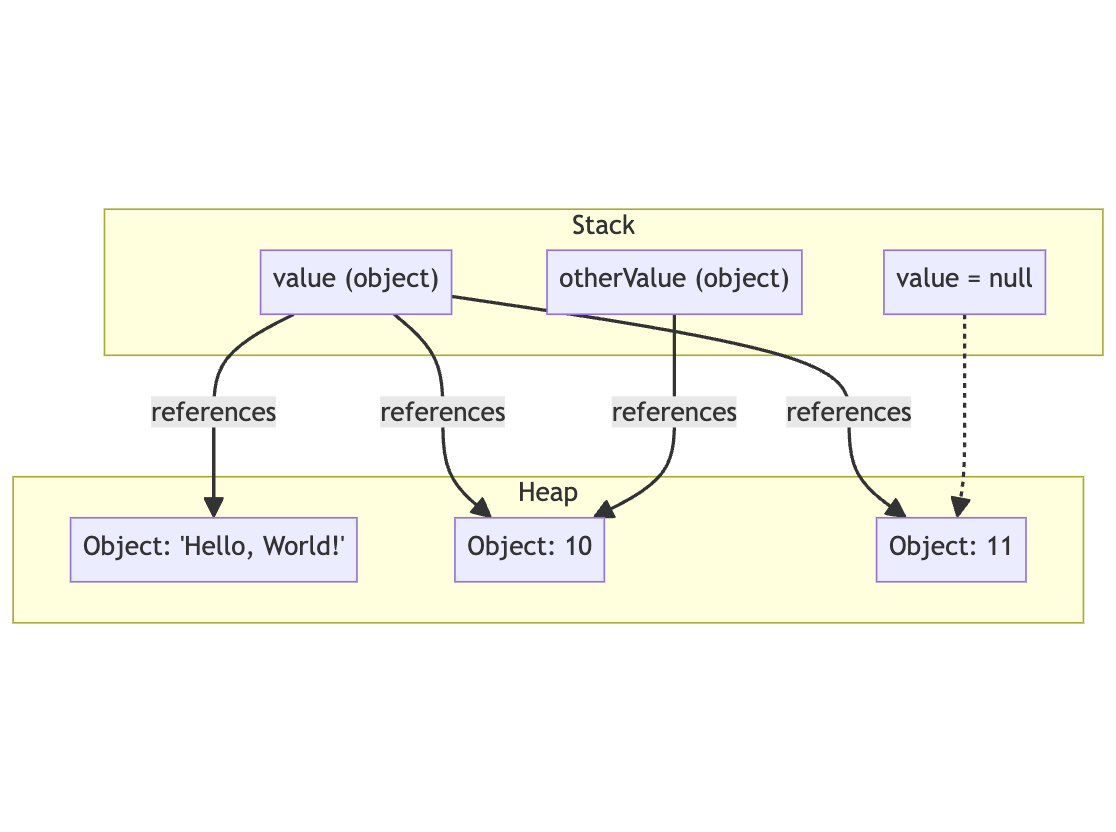 Stack
value (object)
otherValue (object)
value = null
references
references
references
references
Heap
Object: 'Hello, World!'
Object: 10
Object: 11